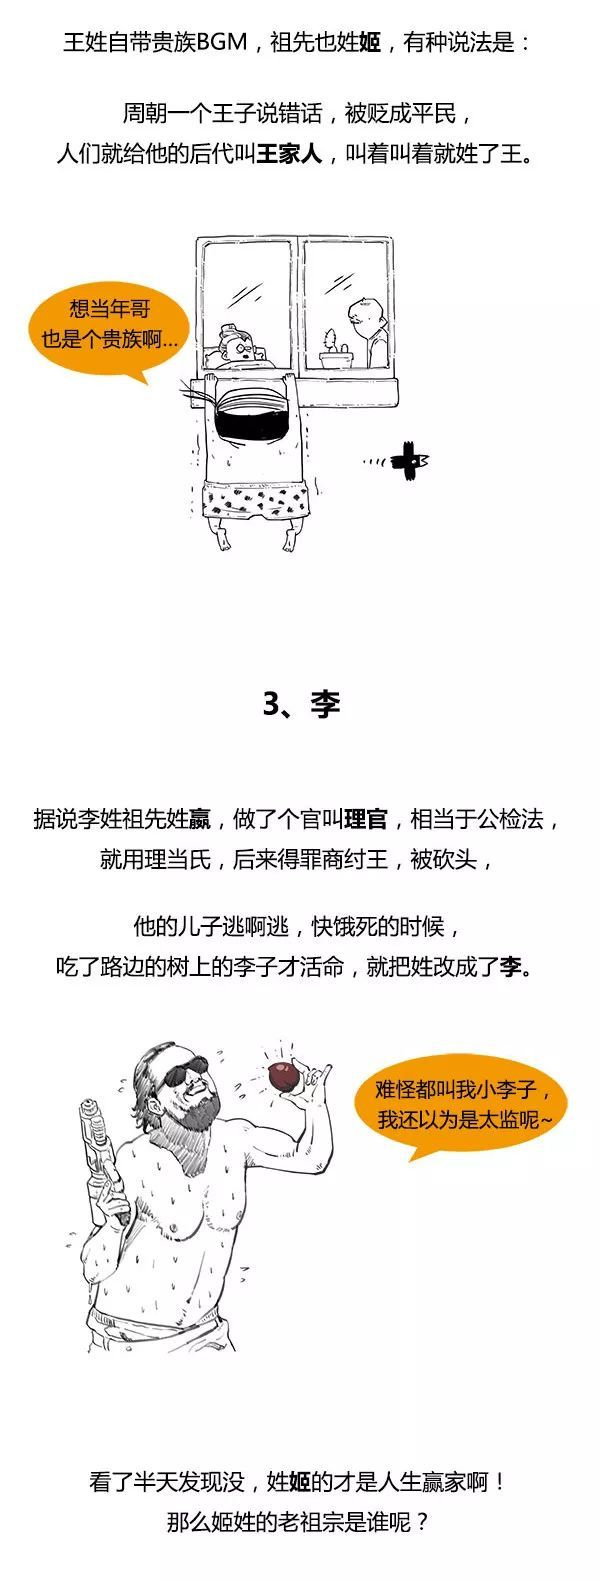 王姓自带贵族BGM，祖先也姓姬，有种说法是：
周朝一个王子说错话，被贬成平民，
人们就给他的后代叫王家人，叫着叫着就姓了王。
想当年哥
也是个贵族啊...
3、李
据说李姓祖先姓嬴，做了个官叫理官，相当于公检法，
就用理当氏，后来得罪商纣王，被砍头，
他的儿子逃啊逃，快饿死的时候，
吃了路边的树上的李子才活命，就把姓改成了李。
难怪都叫我小李子，
我还以为是太监呢~
看了半天发现没，姓姬的才是人生赢家啊！
那么姬姓的老祖宗是谁呢？